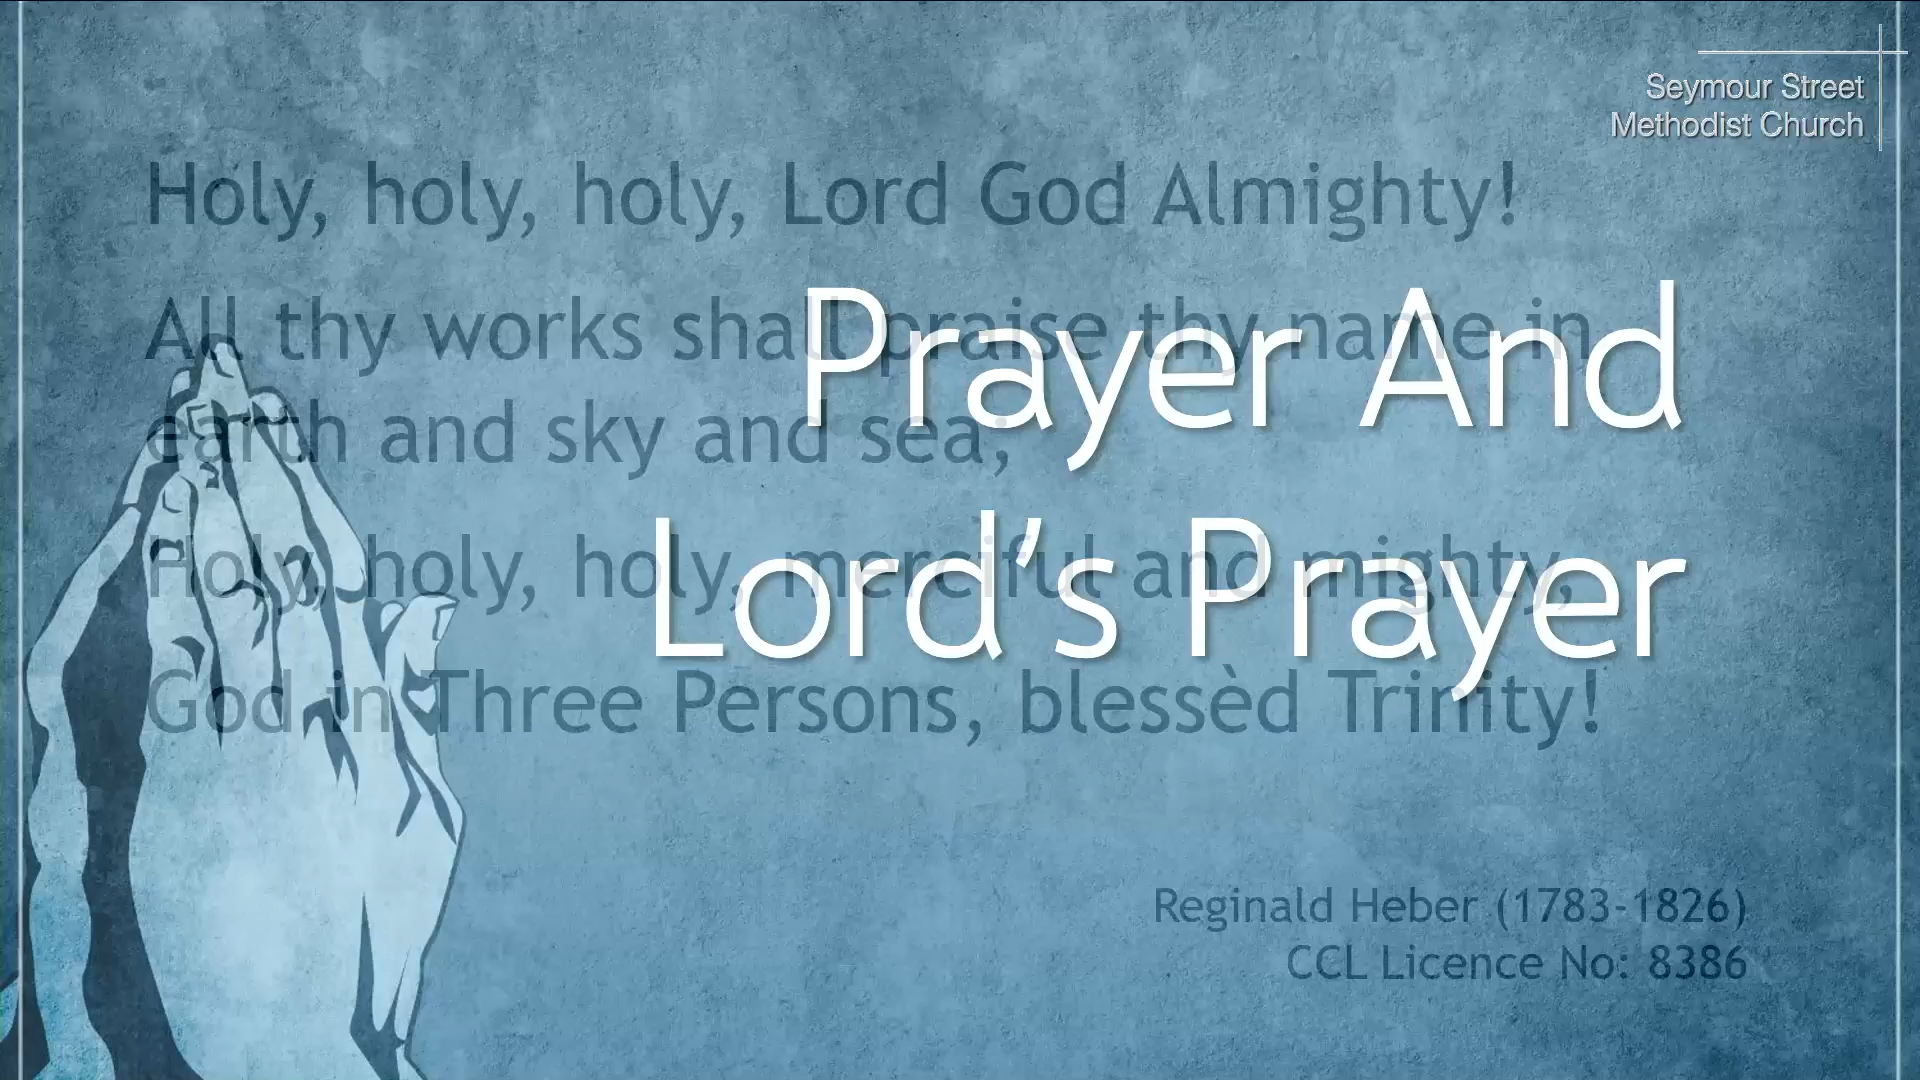 Seymour Street
Methodist Church
Holy, holy, holy, Lord God Almighty!
All thy works shall praise thy name in
earth and sky and sea;
Holy, holy, holy, merciful and mighty,
God in Three Persons, blessèd Trinity!
Prayer And
Lord’s Prayer
Reginald Heber (1783-1826)
CCL Licence No: 8386